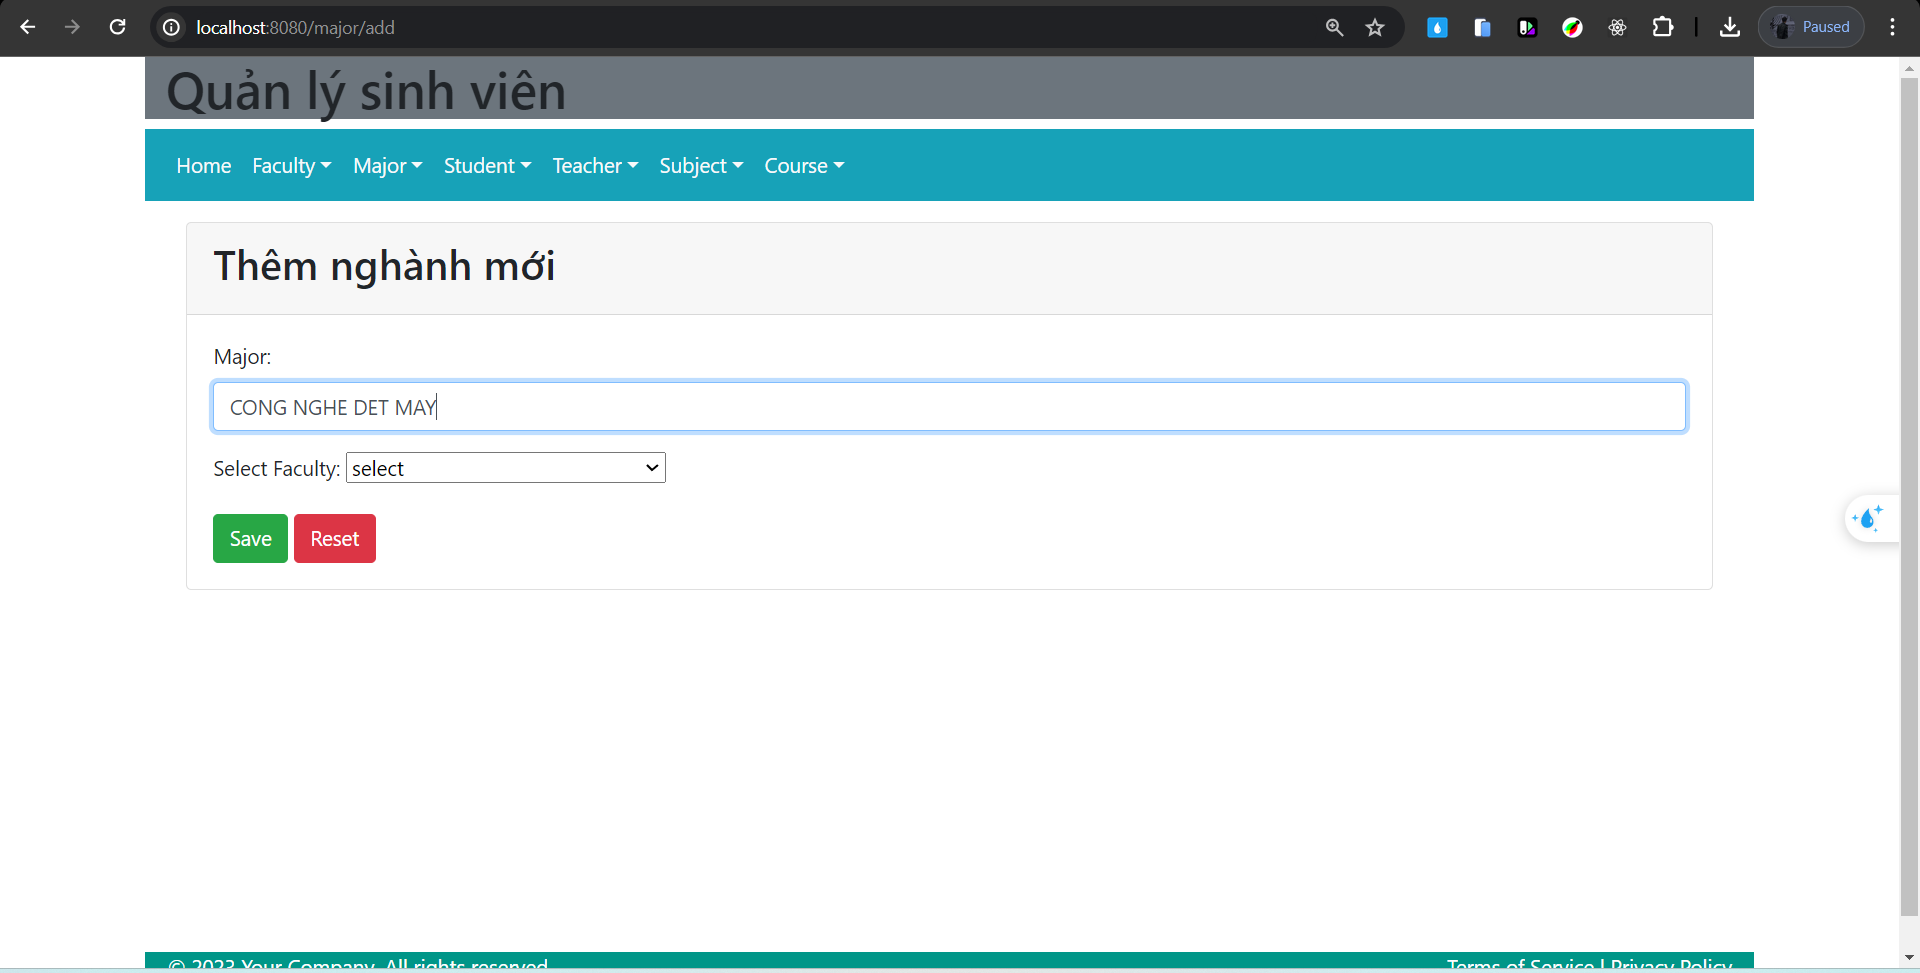 localhost:8080/major/add
Paused
Quản lý sinh viên
Home Faculty Major Student Teacher Subject Course
Thêm nghành mới
Major:
CONG NGHE DET MAY
Select Faculty: select
Save Reset
© 2023 Your Company. All rights reserved. Terms of Service | Privacy Policy